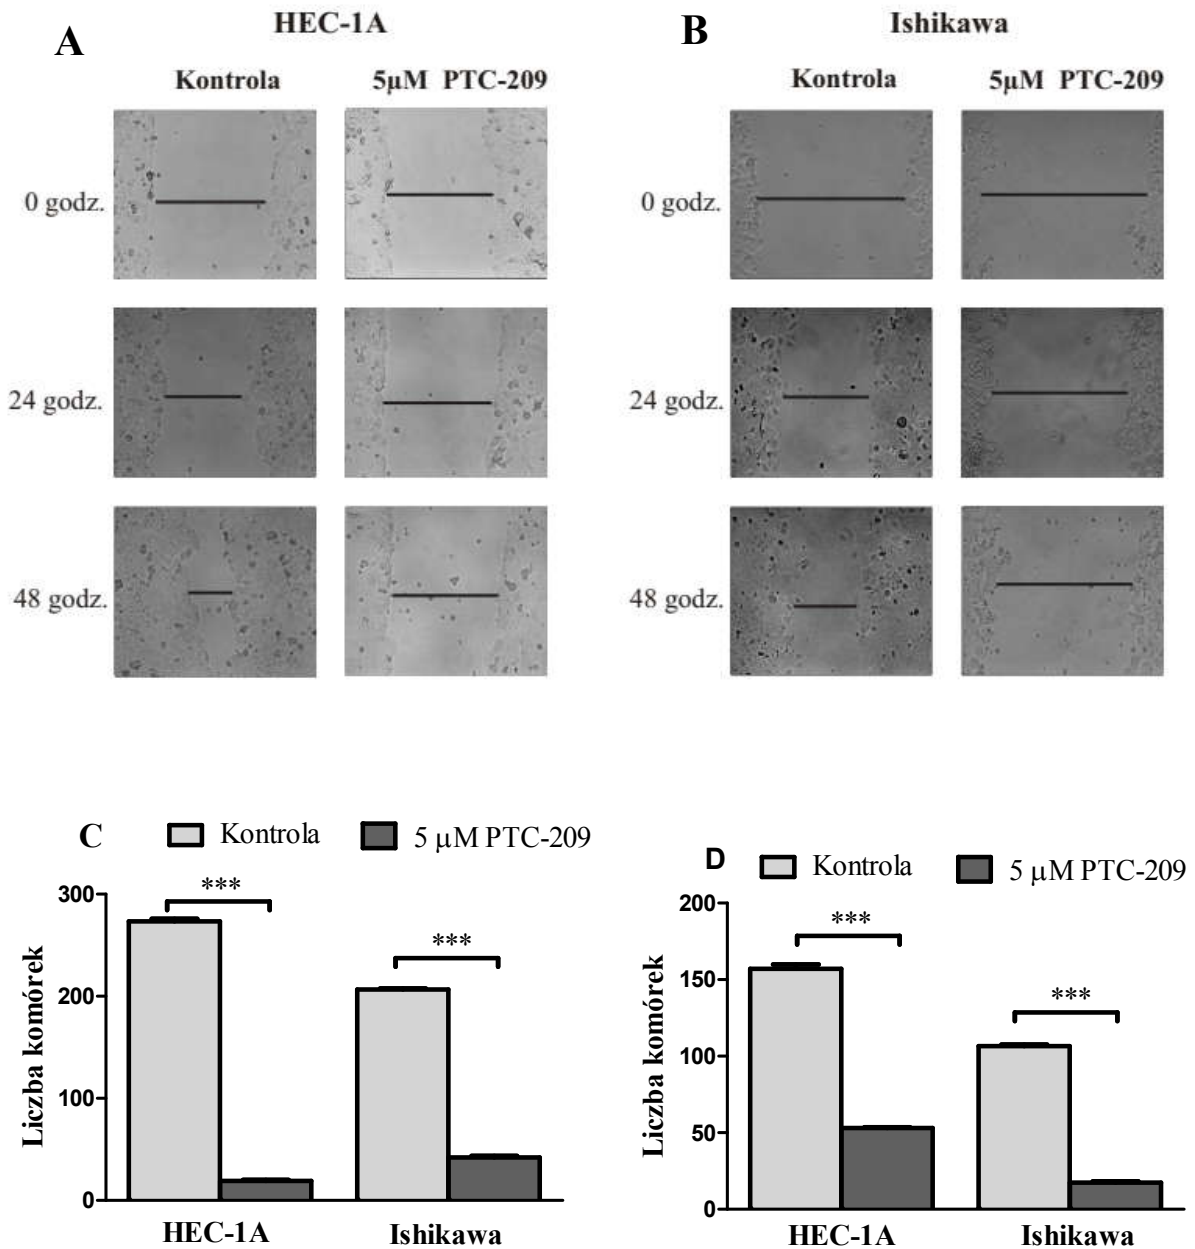 A
HEC-1A
Kontrola
5µM PTC-209
0 godz.
24 godz.
48 godz.
B
Ishikawa
Kontrola
5µM PTC-209
0 godz.
24 godz.
48 godz.
C
Kontrola
5 µM PTC-209
Liczba komórek
300
200
100
0
***
***
HEC-1A
Ishikawa
D
Kontrola
5 µM PTC-209
Liczba komórek
200
150
100
50
0
***
***
HEC-1A
Ishikawa